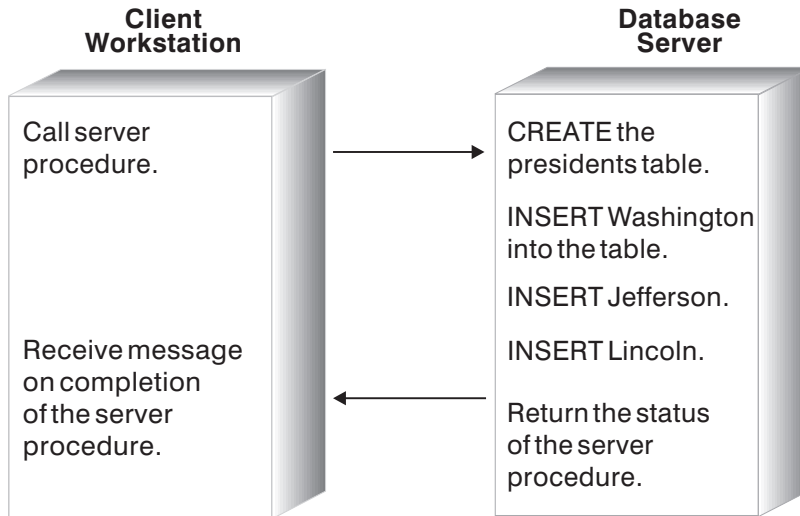 Client
Workstation
Database
Server
Call server
procedure.
Receive message
on completion
of the server
procedure.
CREATE the
presidents table.
INSERT Washington
into the table.
INSERT Jefferson.
INSERT Lincoln.
Return the status
of the server
procedure.